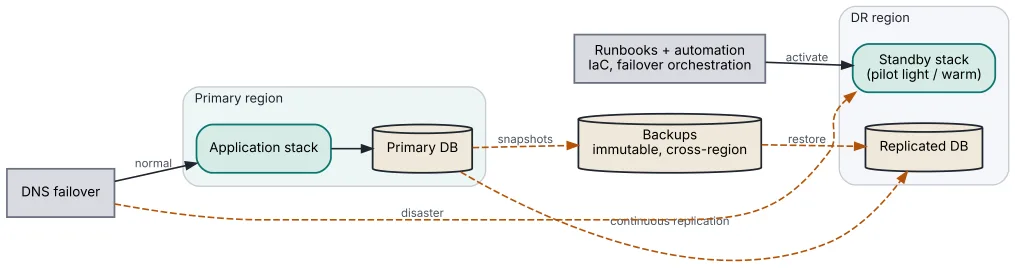 DR region
Runbooks + automation
IaC, failover orchestration
activate
Standby stack
(pilot light / warm)
Primary region
Application stack
Primary DB
snapshots
Backups
immutable, cross-region
restore
Replicated DB
normal
DNS failover
disaster
continuous replication